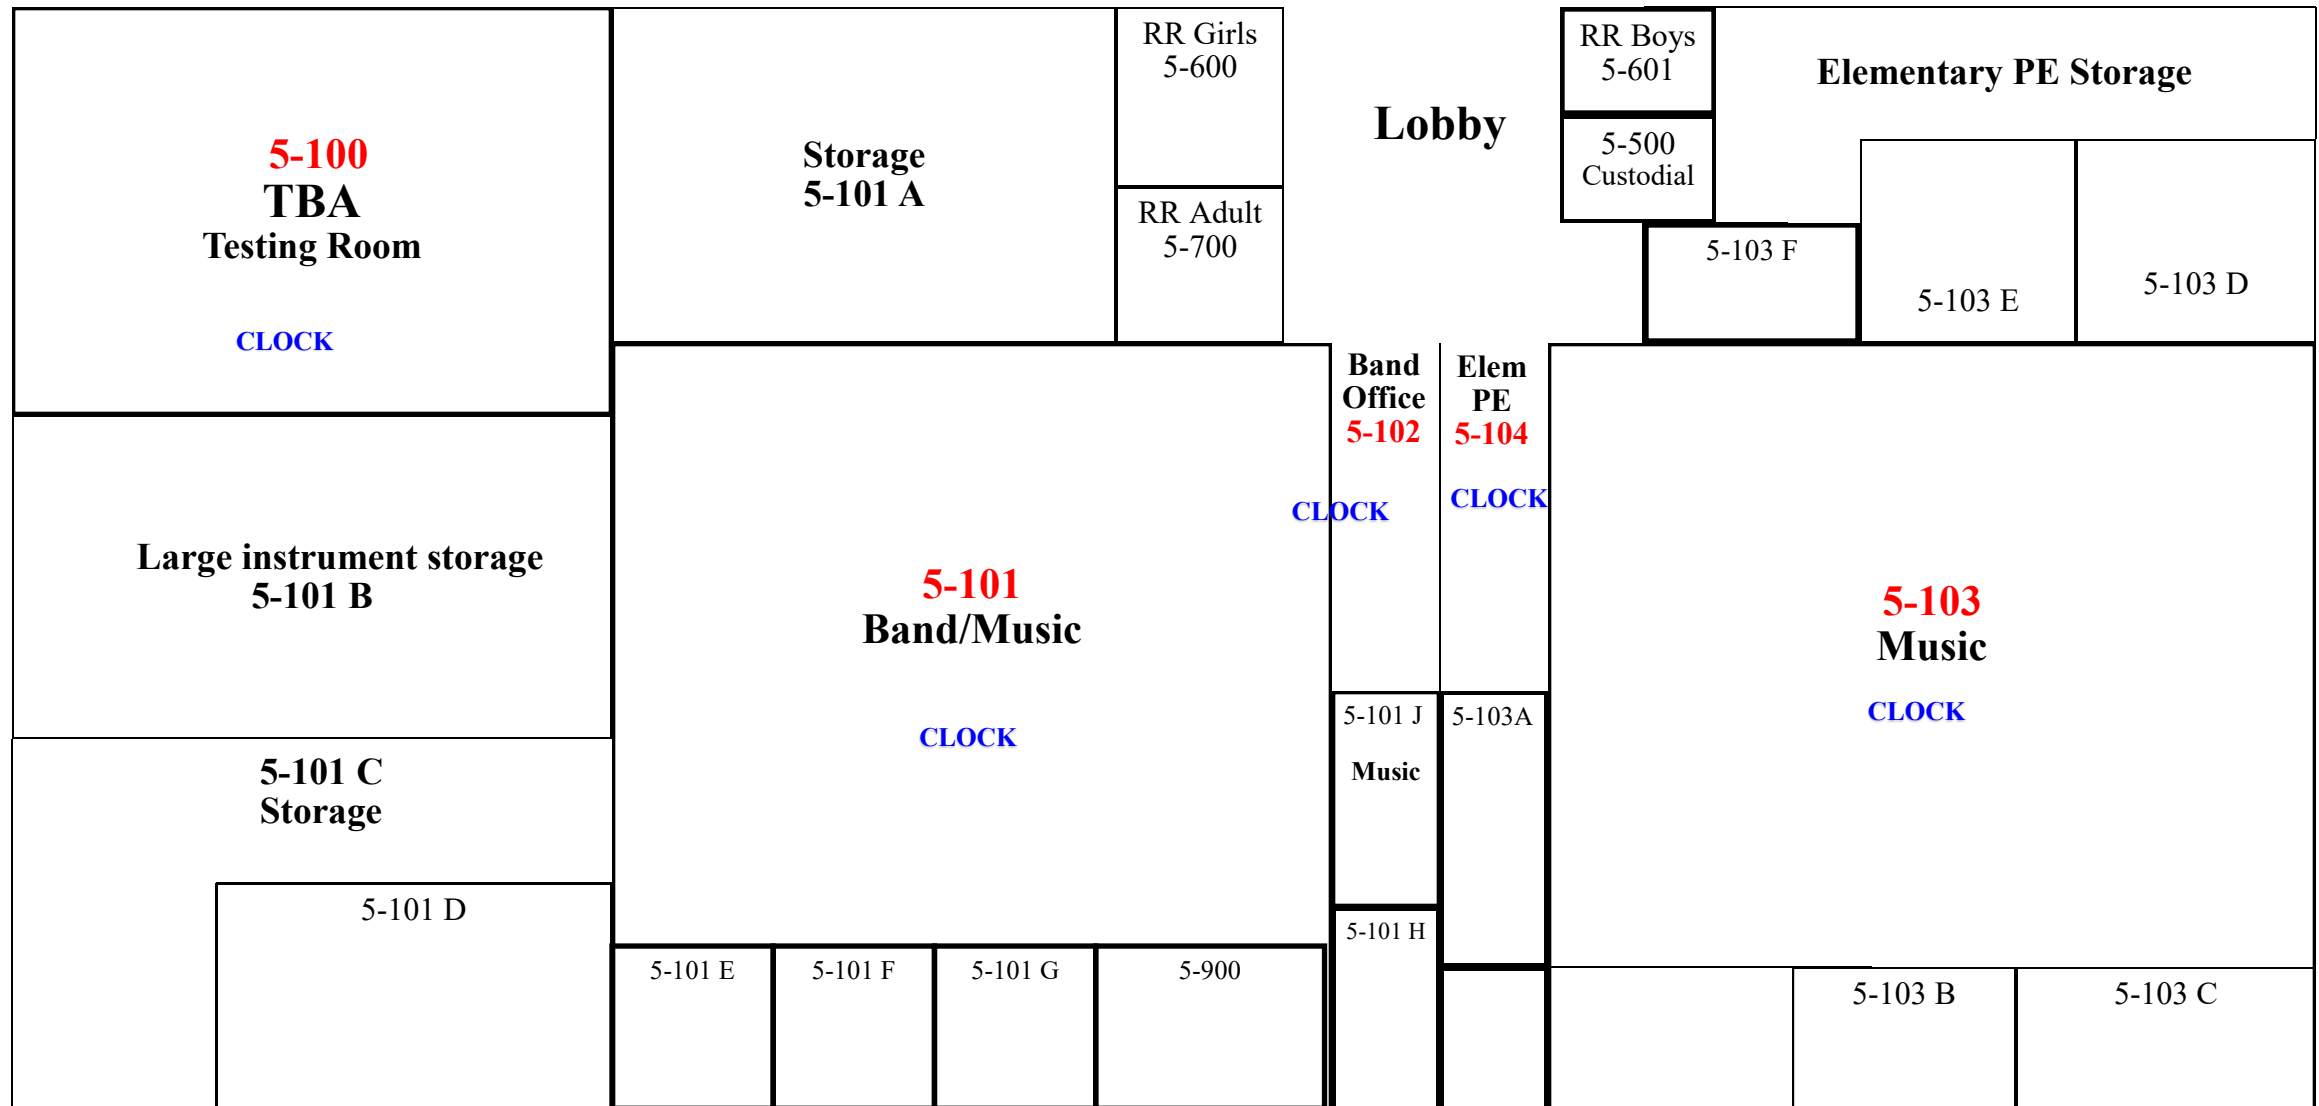 5-100
TBA
Testing Room
CLOCK
Storage
5-101 A
RR Girls
5-600
RR Adult
5-700
Lobby
RR Boys
5-601
5-500
Custodial
Elementary PE Storage
5-103 F
5-103 E
5-103 D
Large instrument storage
5-101 B
5-101 C
Storage
5-101 D
5-101
Band/Music
CLOCK
5-101 E
5-101 F
5-101 G
5-900
Band
Office
5-102
CLOCK
Elem
PE
5-104
CLOCK
5-101 J
Music
5-101 H
5-103A
5-103
Music
CLOCK
5-103 B
5-103 C